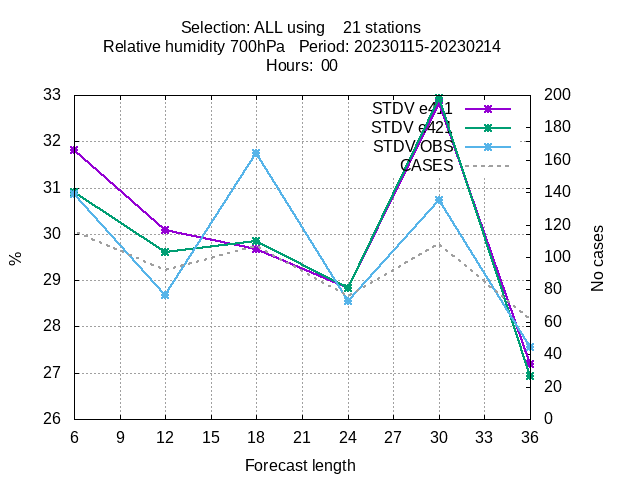 Selection: ALL using    21 stations
Relative humidity 700hPa   Period: 20230115-20230214
Hours:  00
33 200
STDV e411
STDV e421
STDV OBS
CASES
32 180
160
31 140
30 120
29 100
80
28 60
27 40
20
26 0
%
No cases
6 9 12 15 18 21 24 27 30 33 36
Forecast length